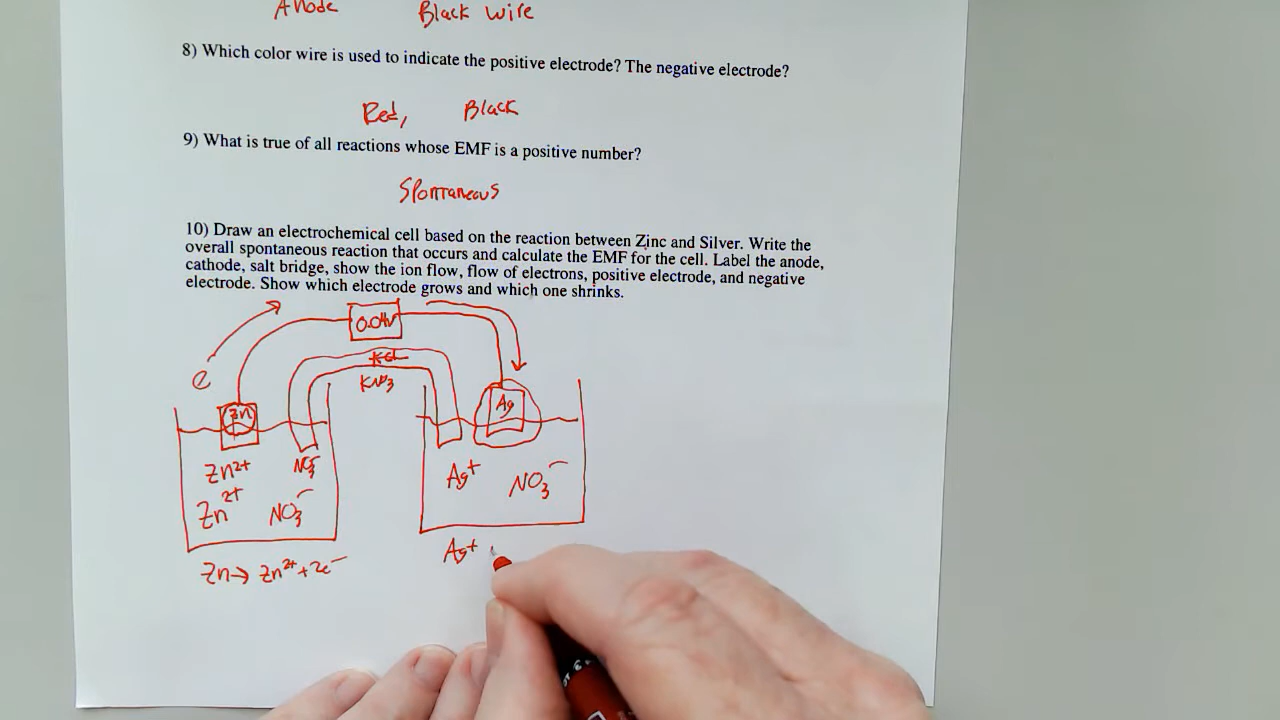 Anode Black wire
8) Which color wire is used to indicate the positive electrode? The negative electrode?
Red, Black
9) What is true of all reactions whose EMF is a positive number?
Spontaneous
10) Draw an electrochemical cell based on the reaction between Zinc and Silver. Write the
overall spontaneous reaction that occurs and calculate the EMF for the cell. Label the anode,
cathode, salt bridge, show the ion flow, flow of electrons, positive electrode, and negative
electrode. Show which electrode grows and which one shrinks.
KNO3
e
Zn
Ag
Zn2+
Ag+
NO3-
Zn2+
NO3-
Zn → Zn2+ + 2e-
Ag+